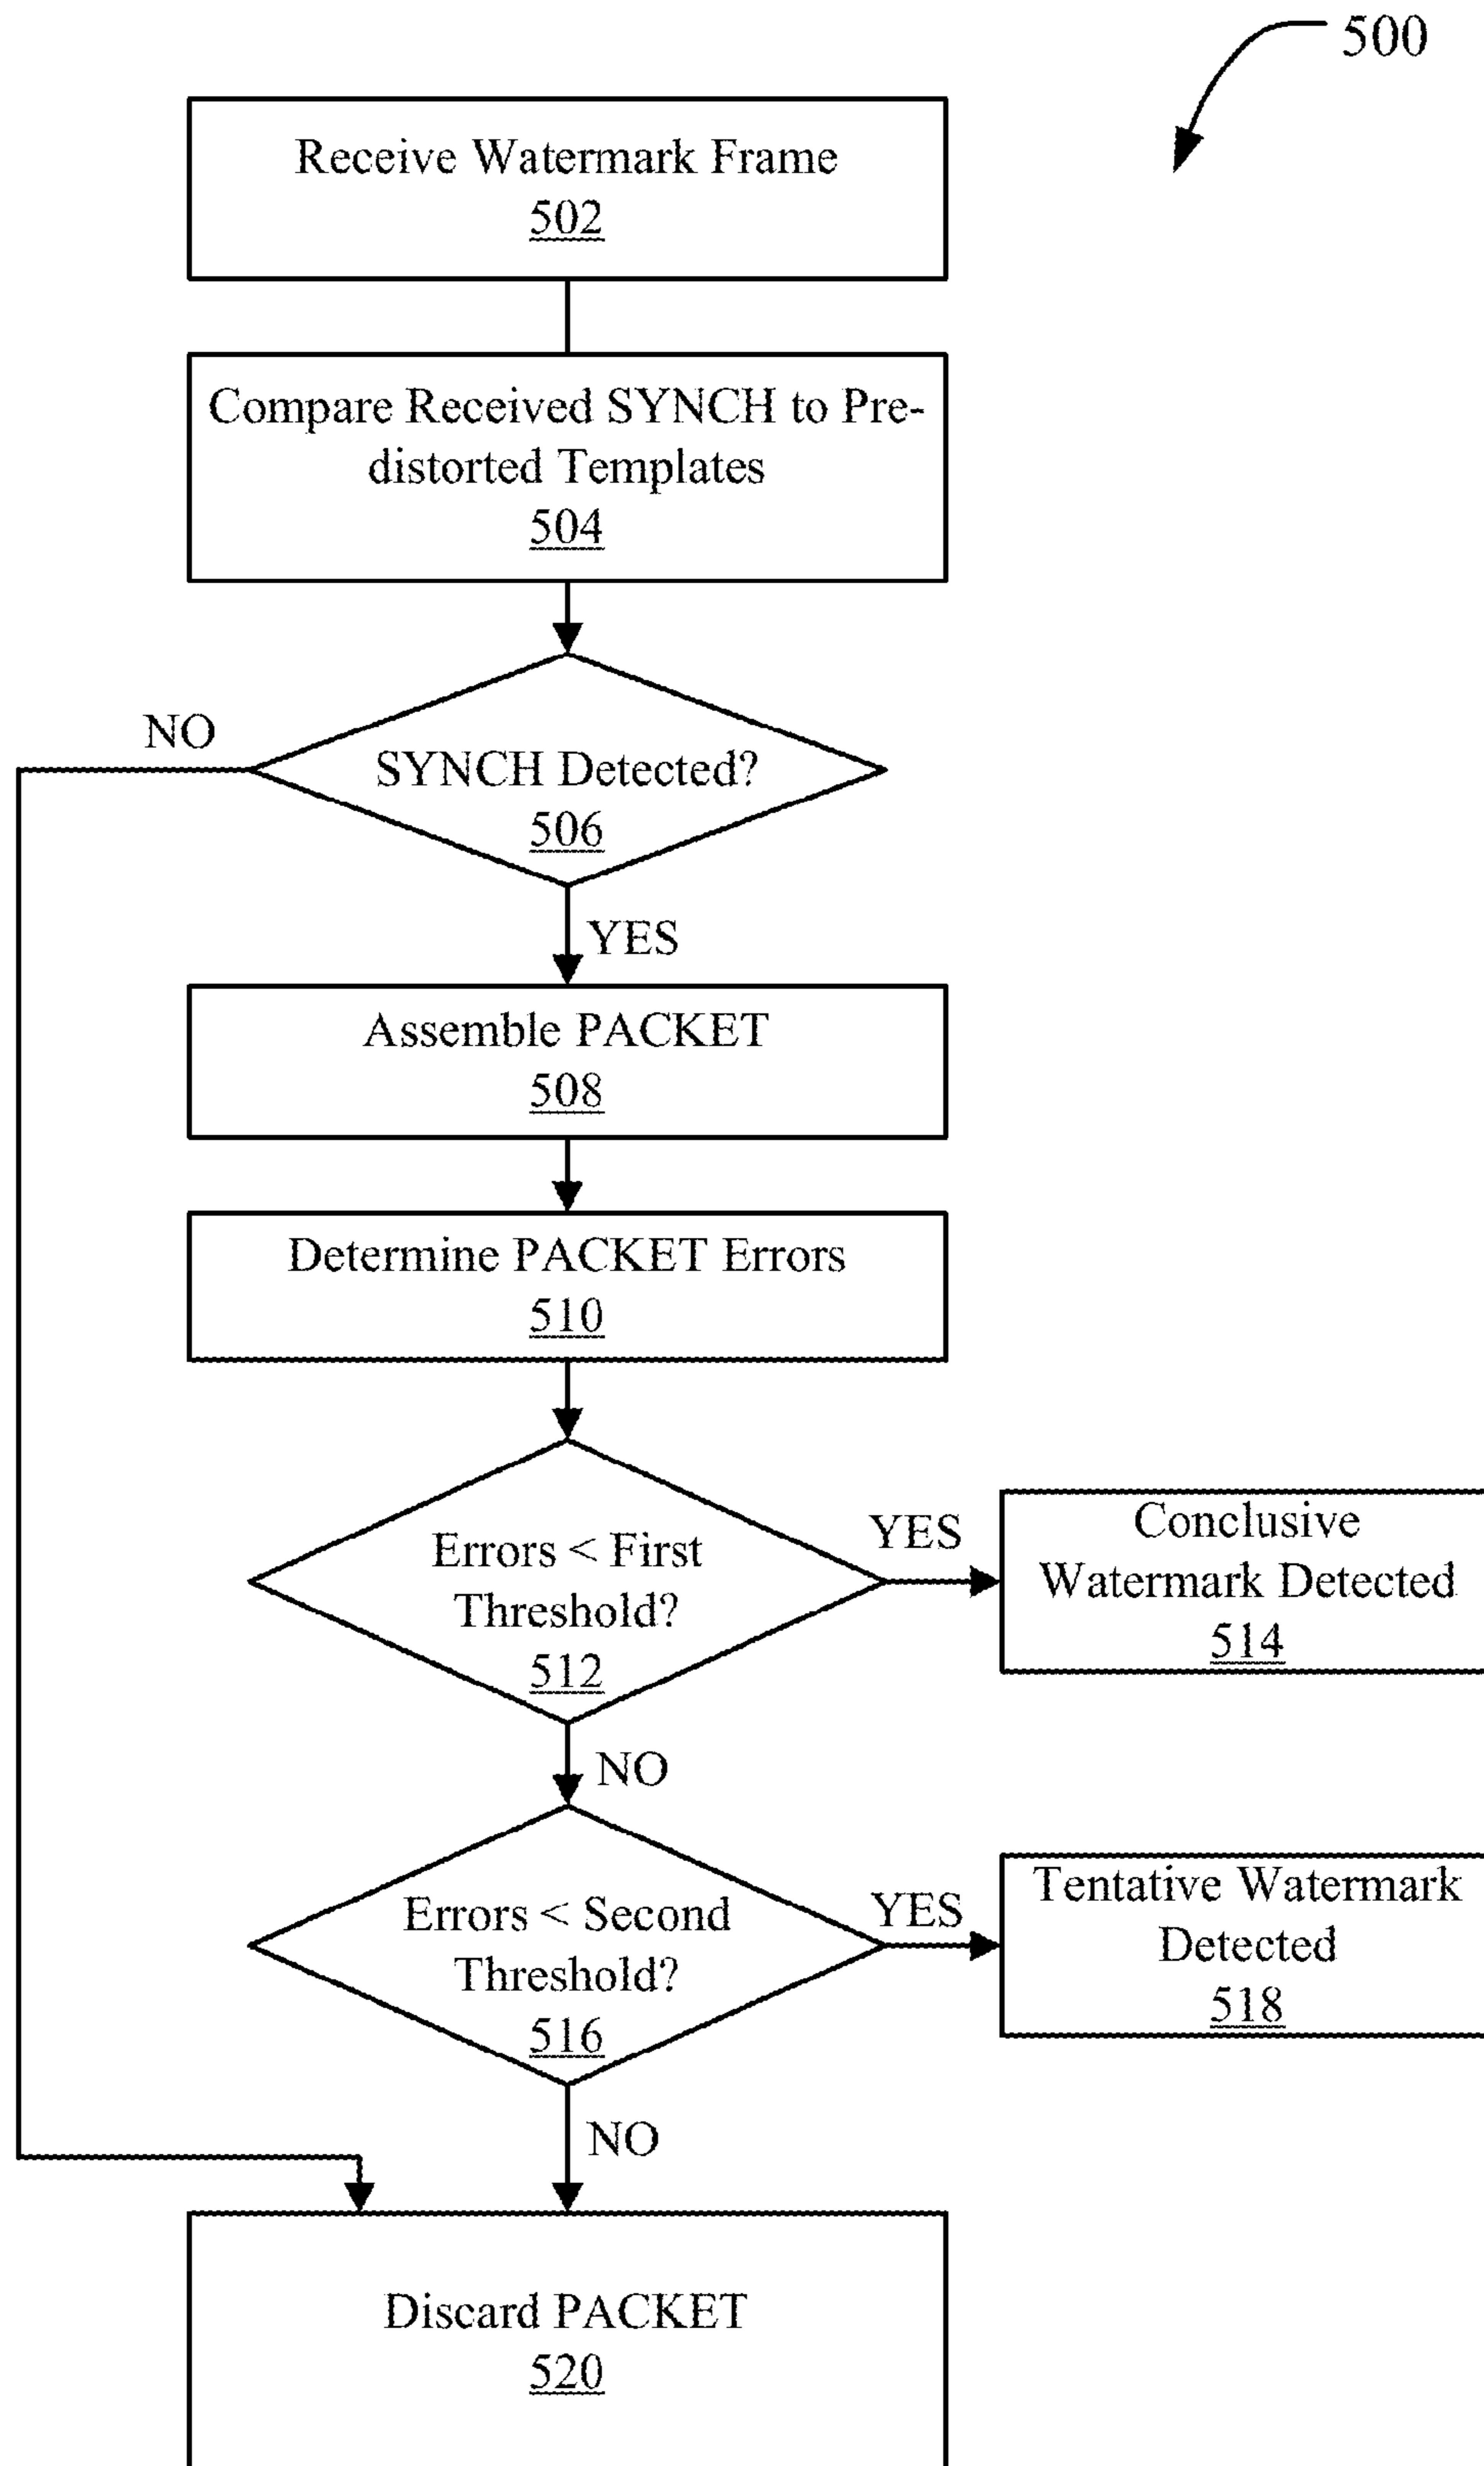 500
Receive Watermark Frame
502
Compare Received SYNCH to Pre-
distorted Templates
504
NO
SYNCH Detected?
506
YES
Assemble PACKET
508
Determine PACKET Errors
510
Errors < First
Threshold?
512
YES
Conclusive
Watermark Detected
514
NO
Errors < Second
Threshold?
516
YES
Tentative Watermark
Detected
518
NO
Discard PACKET
520